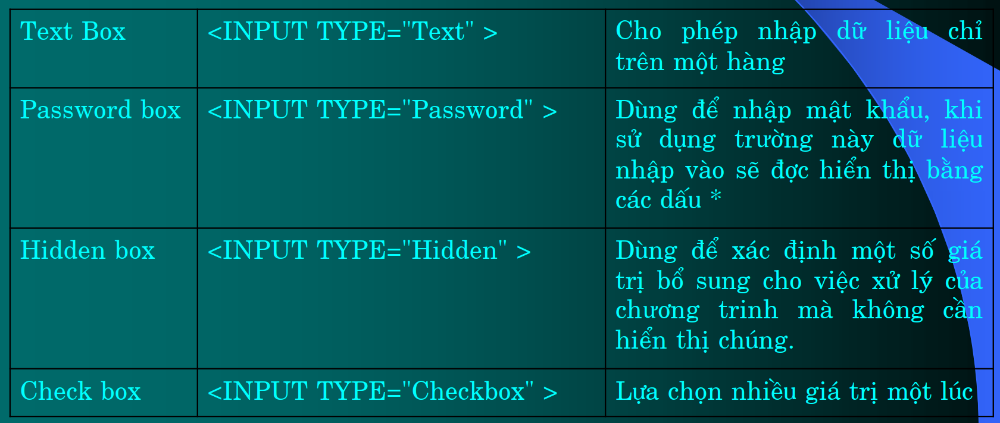 Text Box
<INPUT TYPE="Text" >
Cho phép nhập dữ liệu chỉ
trên một hàng
Password box
<INPUT TYPE="Password" >
Dùng để nhập mật khẩu, khi
sử dụng trường này dữ liệu
nhập vào sẽ đợc hiển thị bằng
các dấu *
Hidden box
<INPUT TYPE="Hidden" >
Dùng để xác định một số giá
trị bổ sung cho việc xử lý của
chương trinh mà không cần
hiển thị chúng.
Check box
<INPUT TYPE="Checkbox" >
Lựa chọn nhiều giá trị một lúc